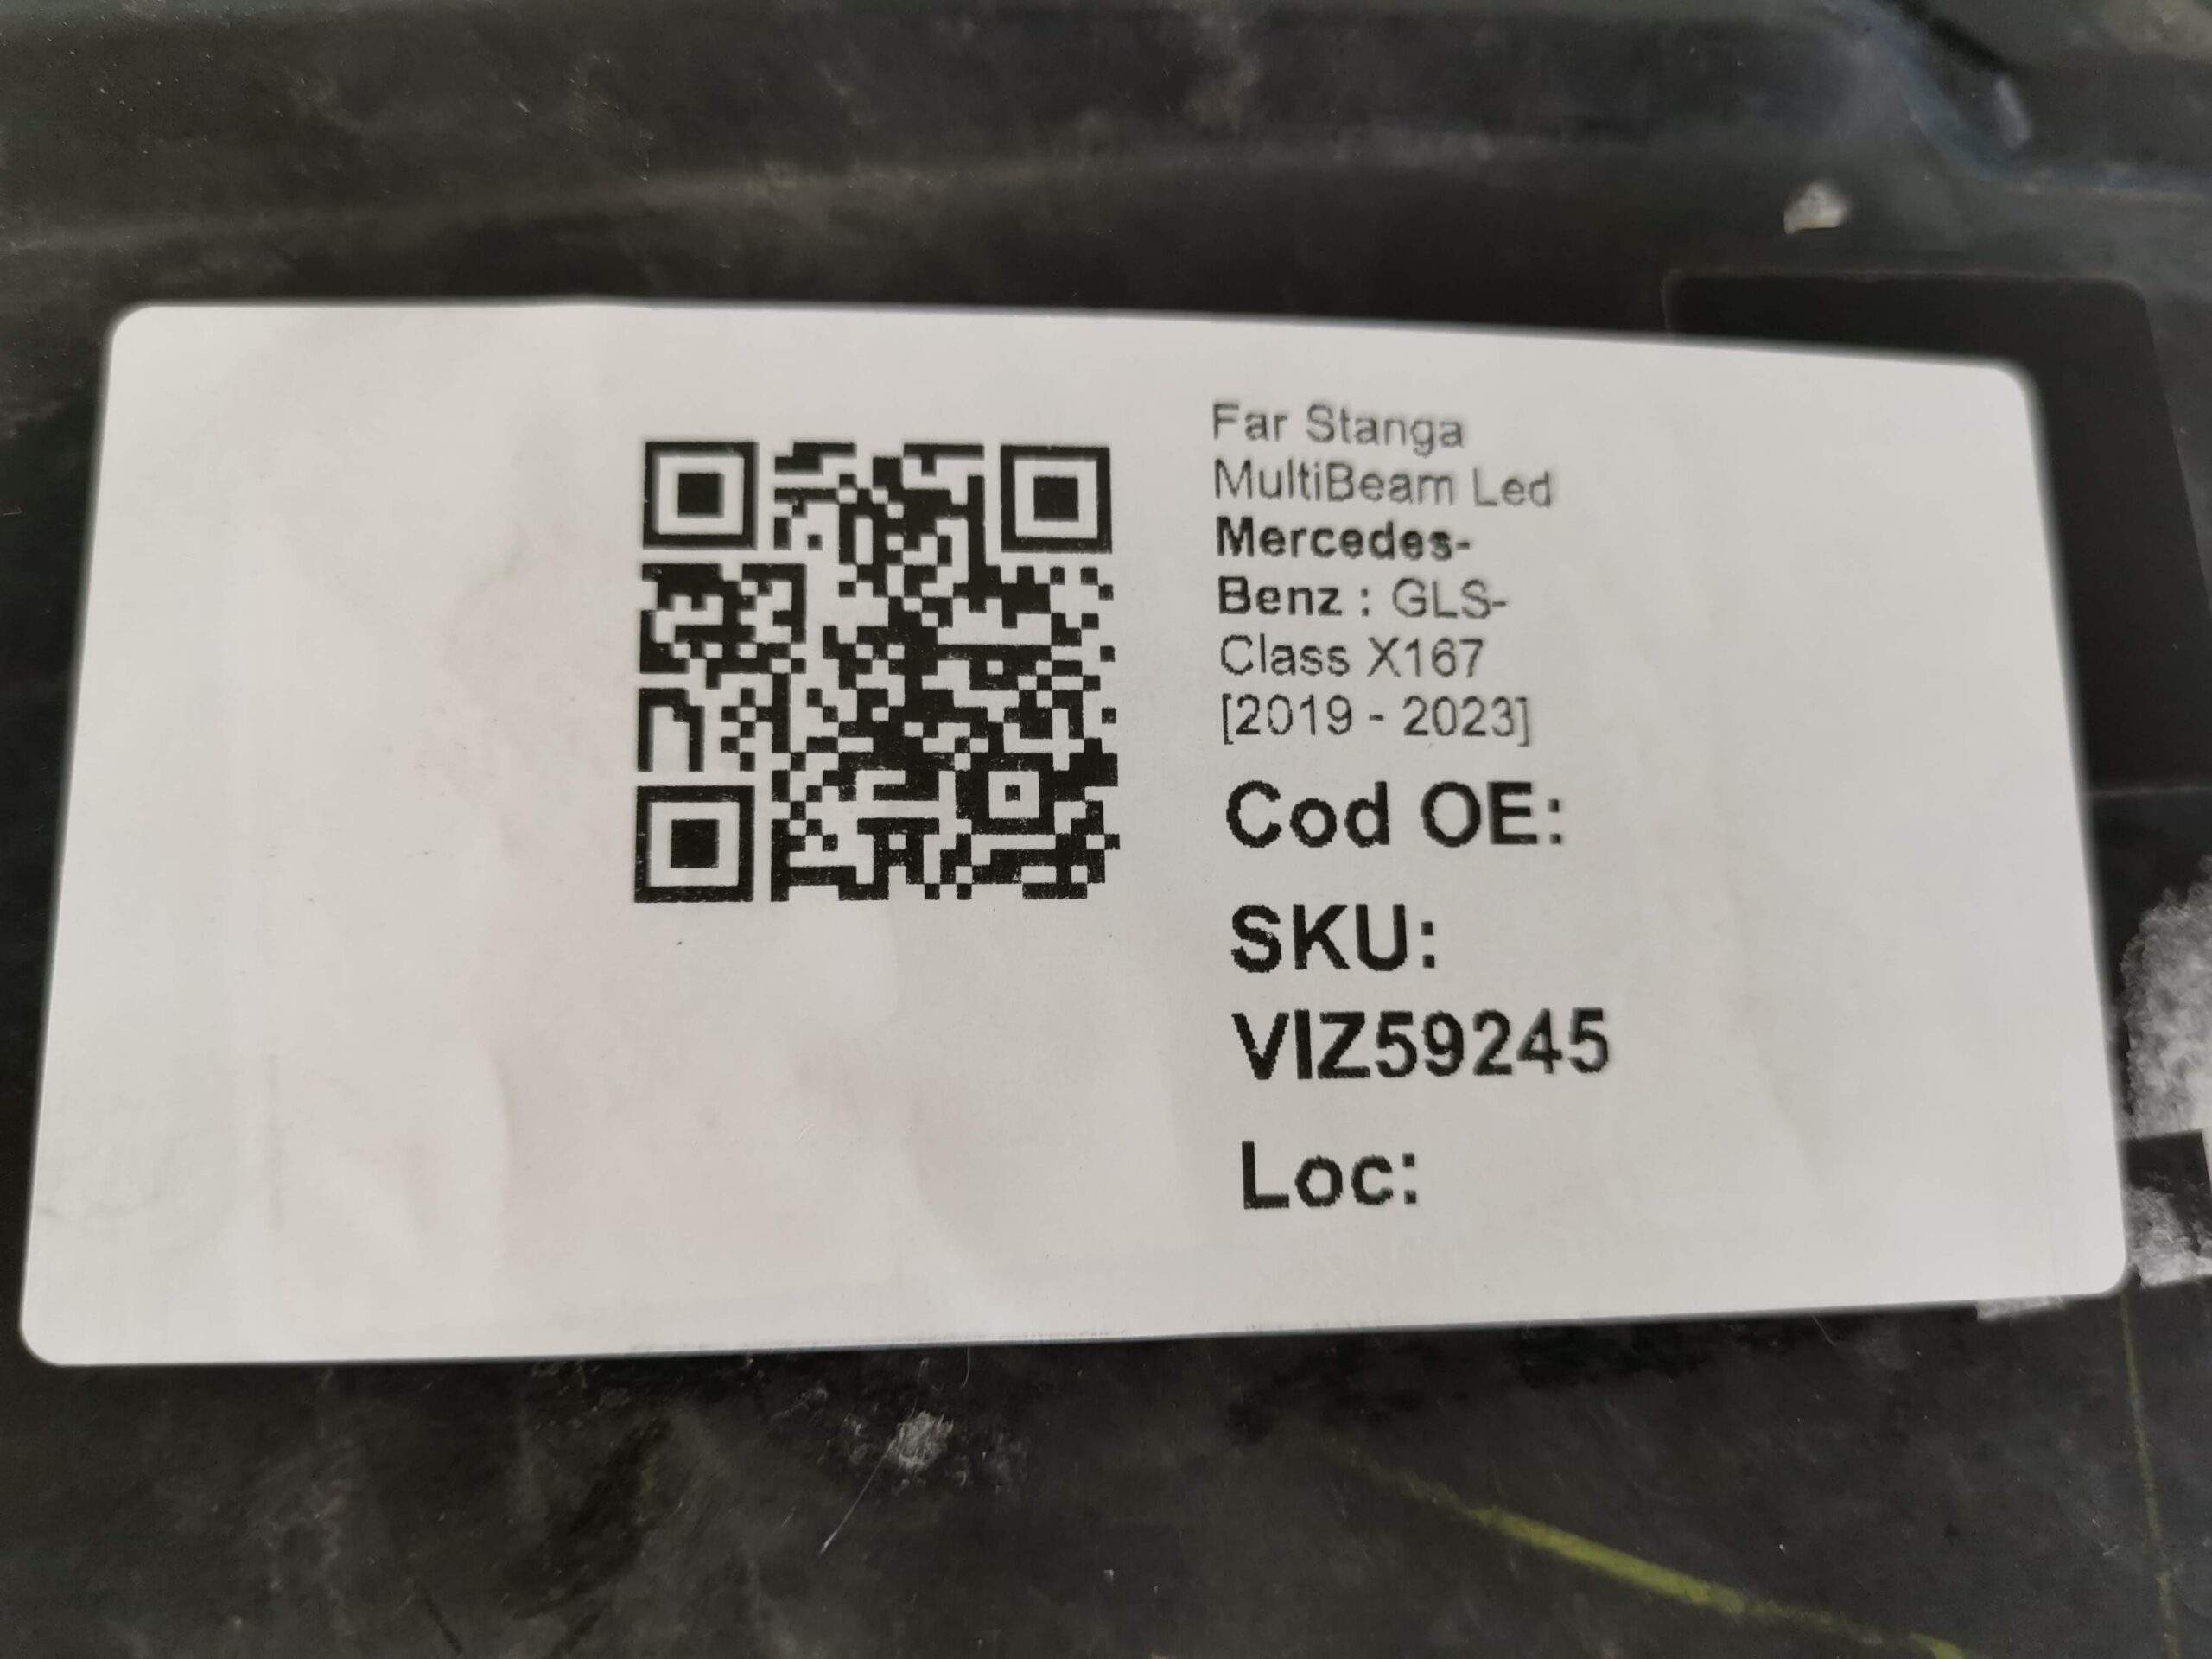 Far Stanga
MultiBeam Led
Mercedes-
Benz : GLS-
Class X167
[2019 - 2023]
Cod OE:
SKU:
VIZ59245
Loc: